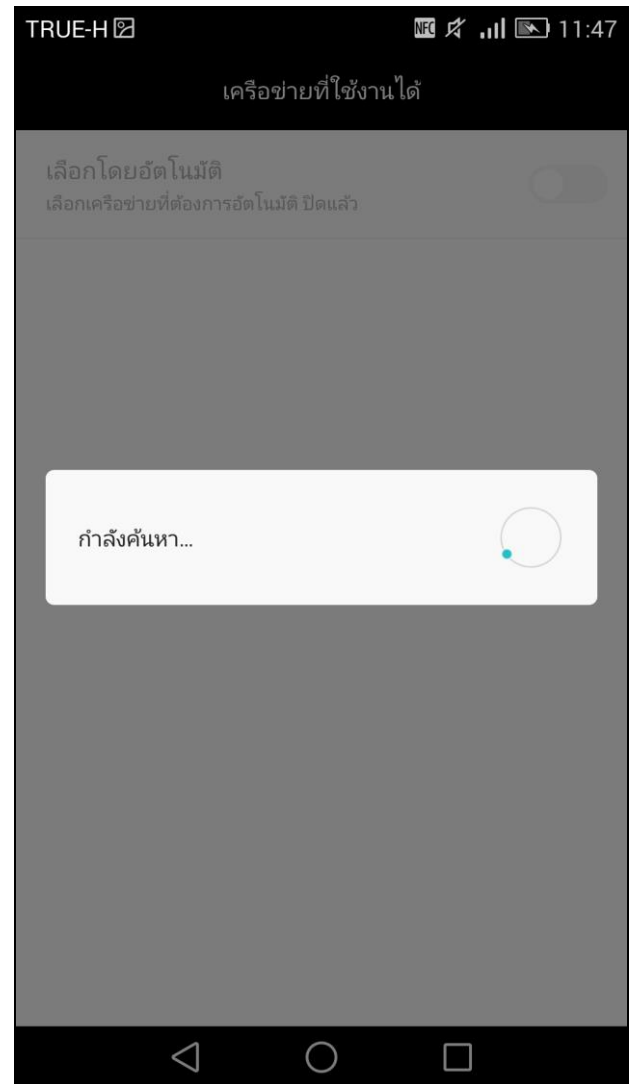 TRUE-H NFC 11:47
เครือข่ายที่ใช้งานได้
เลือกโดยอัตโนมัติ
เลือกเครือข่ายที่ต้องการอัตโนมัติ ปิดแล้ว
กำลังค้นหา...